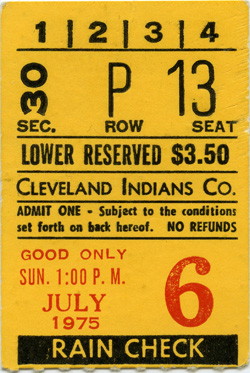 1 | 2 | 3 | 4
30 P 13
SEC. ROW SEAT
LOWER RESERVED $3.50
CLEVELAND INDIANS CO.
ADMIT ONE - Subject to the conditions
set forth on back hereof. NO REFUNDS
GOOD ONLY
SUN. 1:00 P. M.
JULY 6
1975
RAIN CHECK